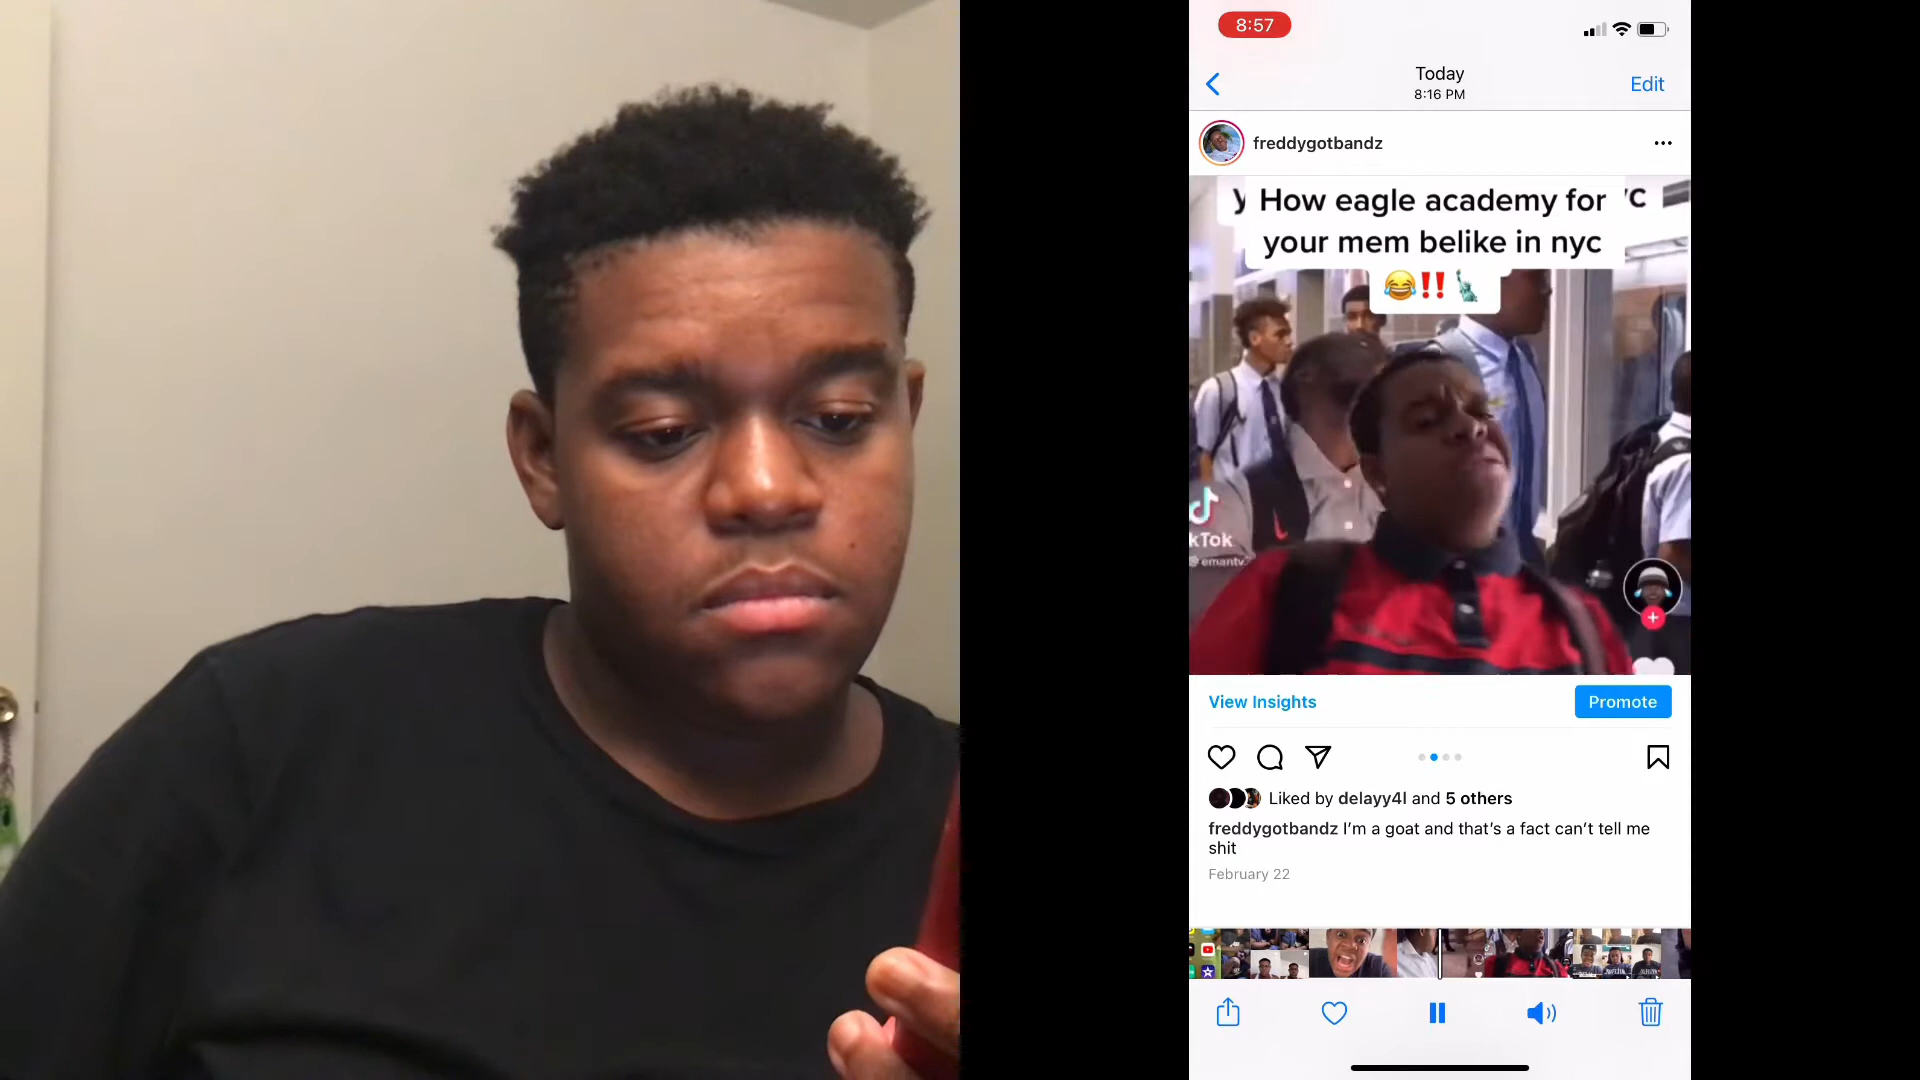 8:57
Today
8:16 PM
Edit
freddygotbandz
How eagle academy for
your mem belike in nyc
😂‼️🗽
kTok
@emantv.
View Insights
Promote
Liked by delayy4l and 5 others
freddygotbandz I’m a goat and that’s a fact can’t tell me
shit
February 22